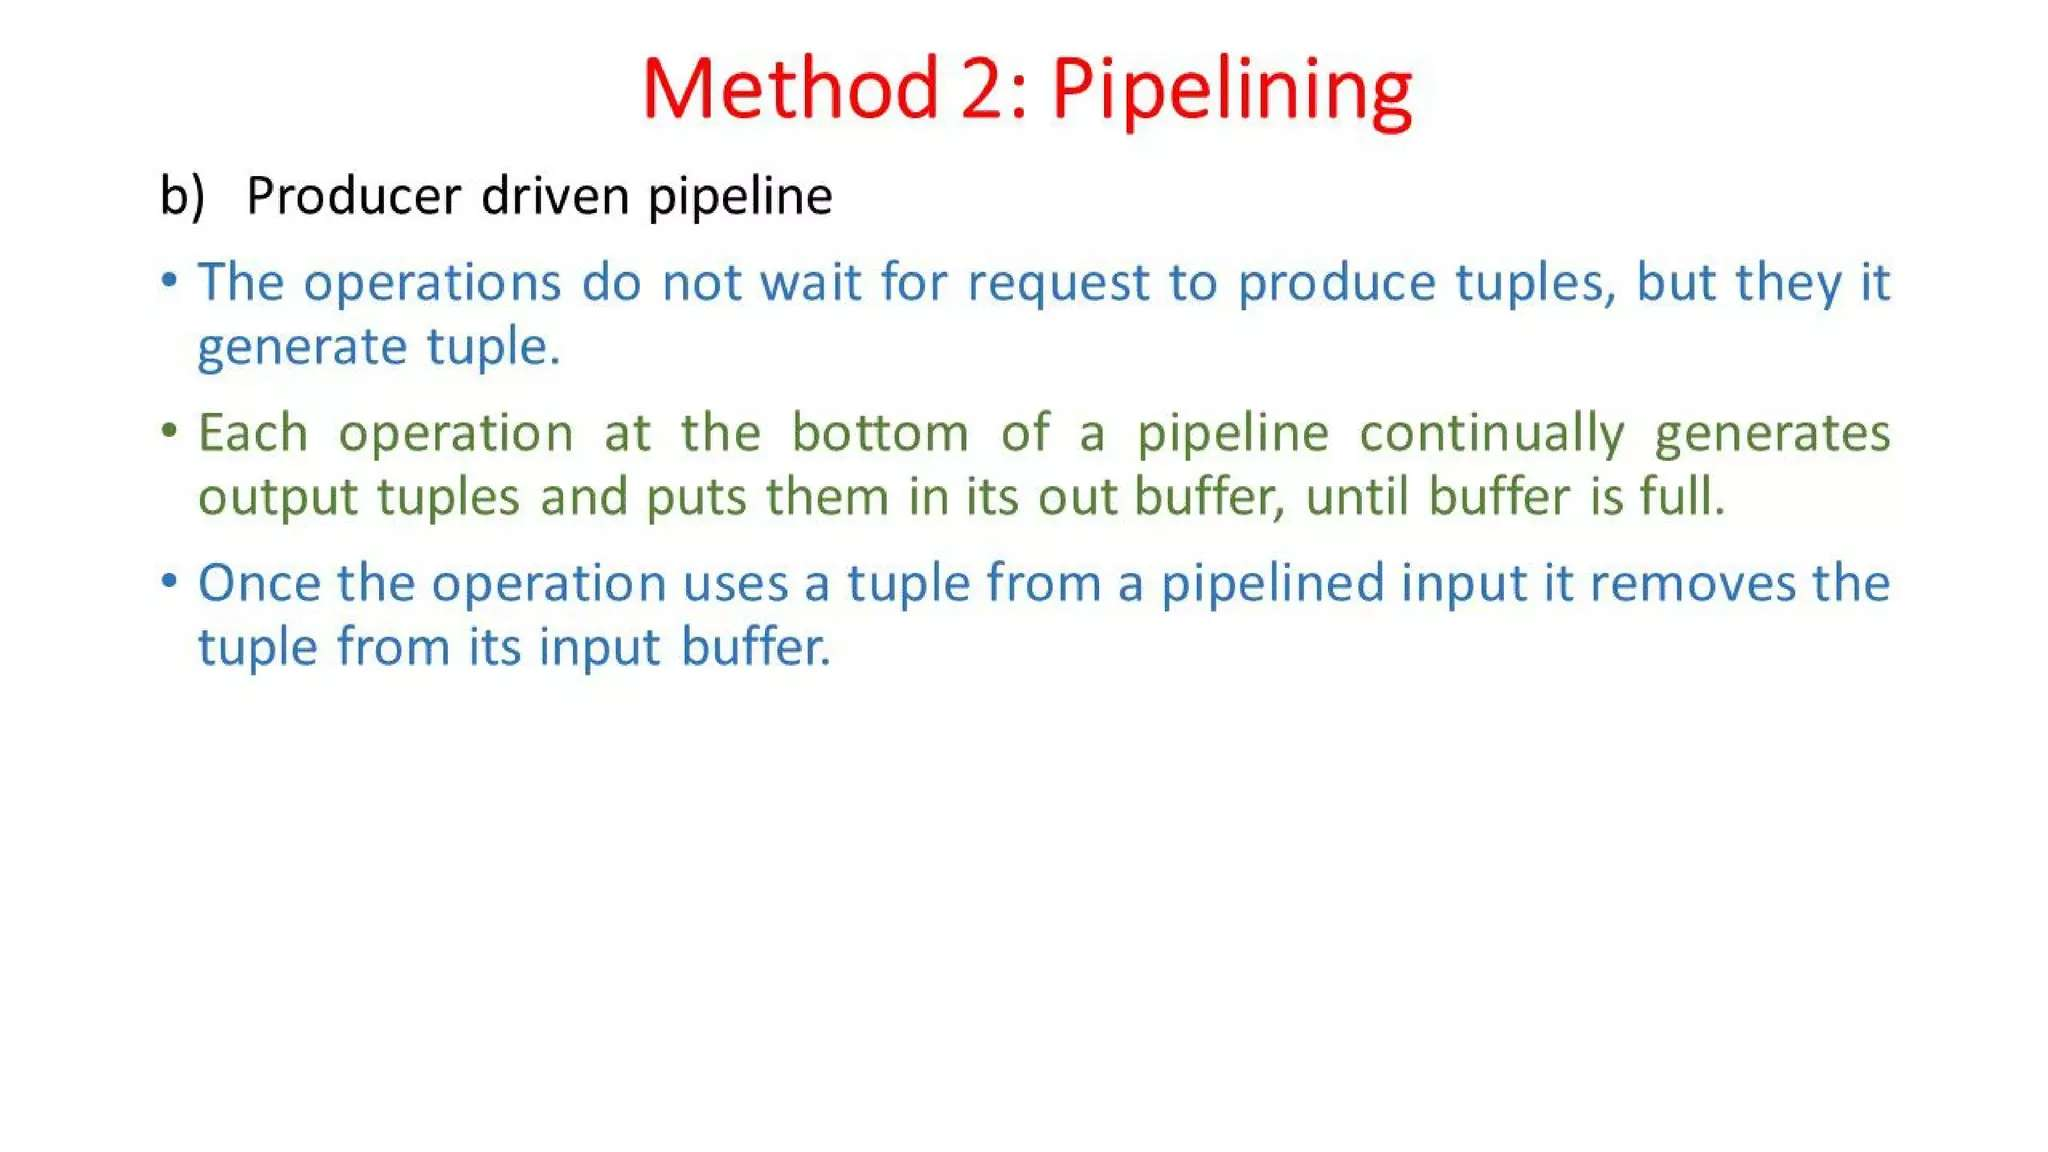 Method 2: Pipelining
b) Producer driven pipeline
• The operations do not wait for request to produce tuples, but they it
generate tuple.
• Each operation at the bottom of a pipeline continually generates
output tuples and puts them in its out buffer, until buffer is full.
• Once the operation uses a tuple from a pipelined input it removes the
tuple from its input buffer.